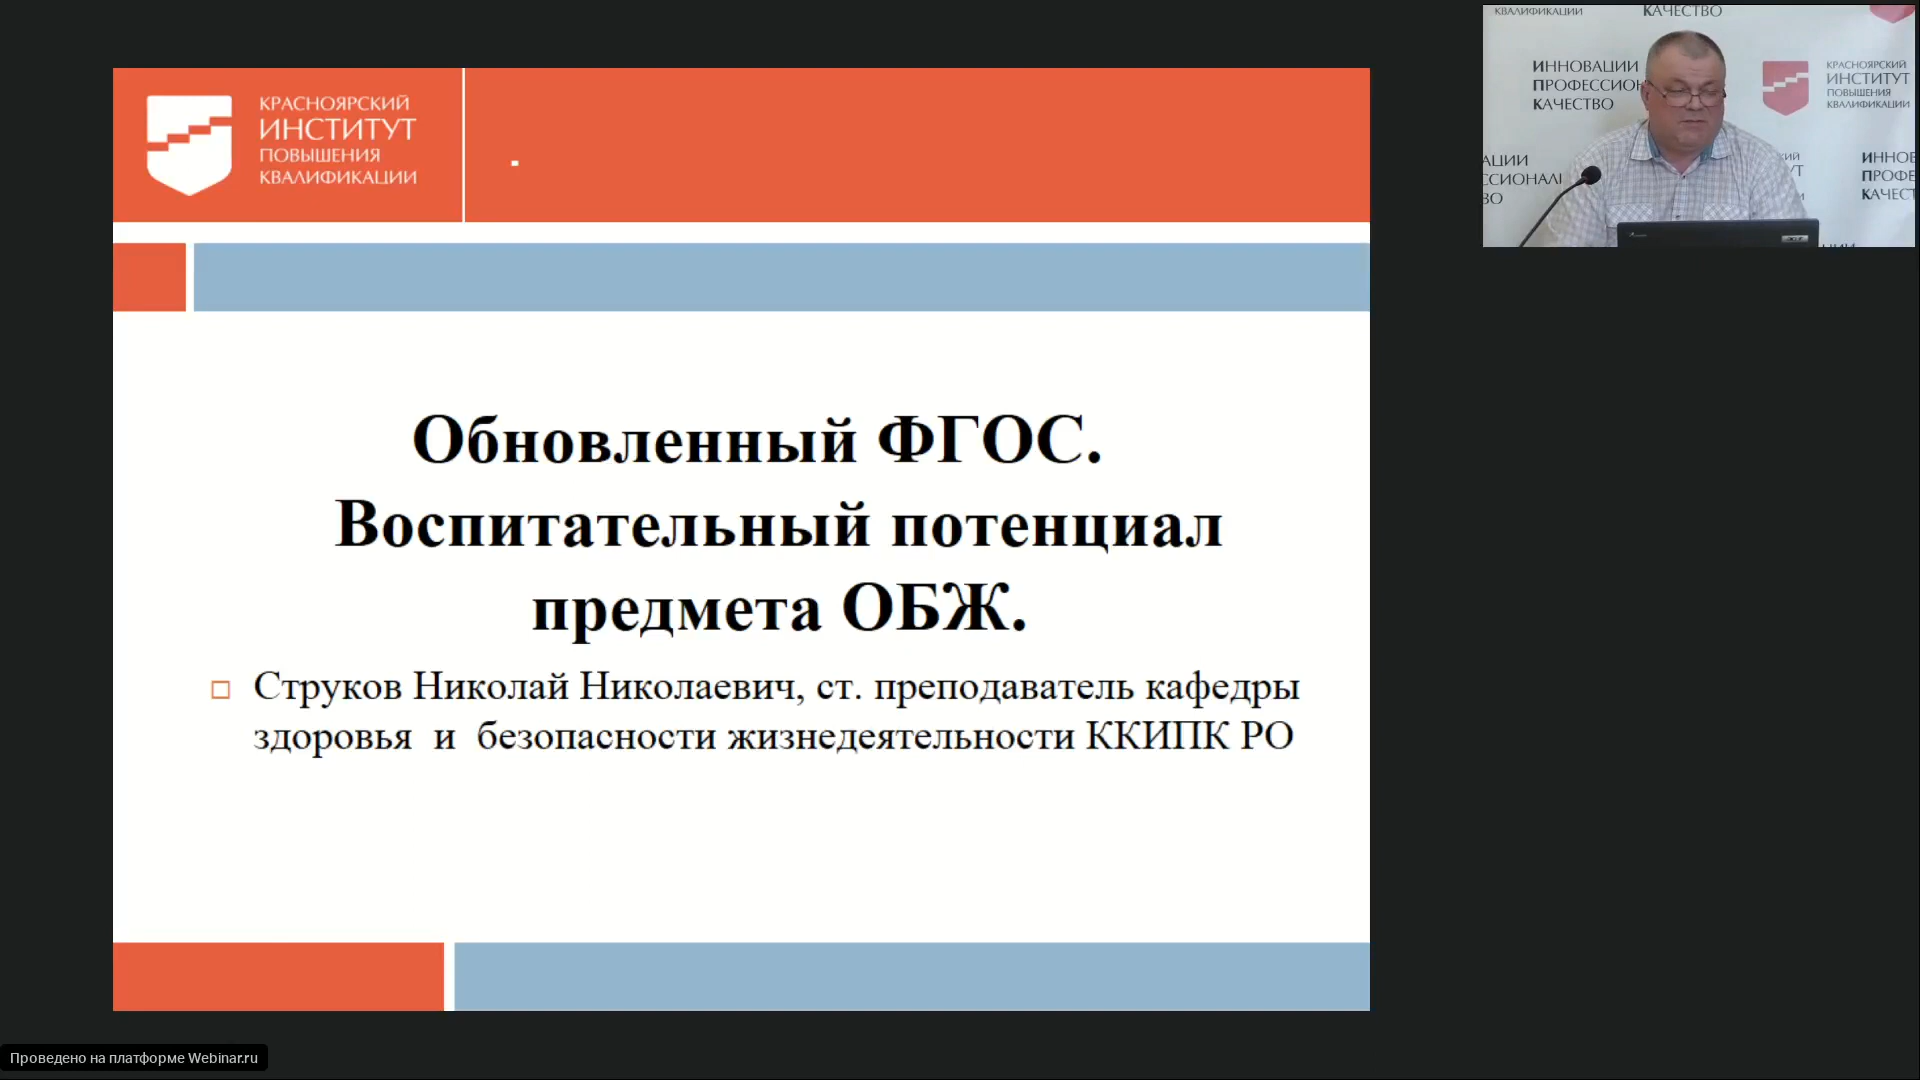 КРАСНОЯРСКИЙ
ИНСТИТУТ
ПОВЫШЕНИЯ
КВАЛИФИКАЦИИ
.
Обновленный ФГОС.
Воспитательный потенциал
предмета ОБЖ.
Струков Николай Николаевич, ст. преподаватель кафедры
здоровья и безопасности жизнедеятельности ККИПК РО
КВАЛИФИКАЦИИ
КАЧЕСТВО
ИННОВАЦИИ
ПРОФЕССИОН
КАЧЕСТВО
КРАСНОЯРСКИЙ
ИНСТИТУТ
ПОВЫШЕНИЯ
КВАЛИФИКАЦИИ
АЦИИ
ССИОНАЛ
ВО
ИННОВ
ПРОФЕ
КАЧЕСТ
acer
Проведено на платформе Webinar.ru